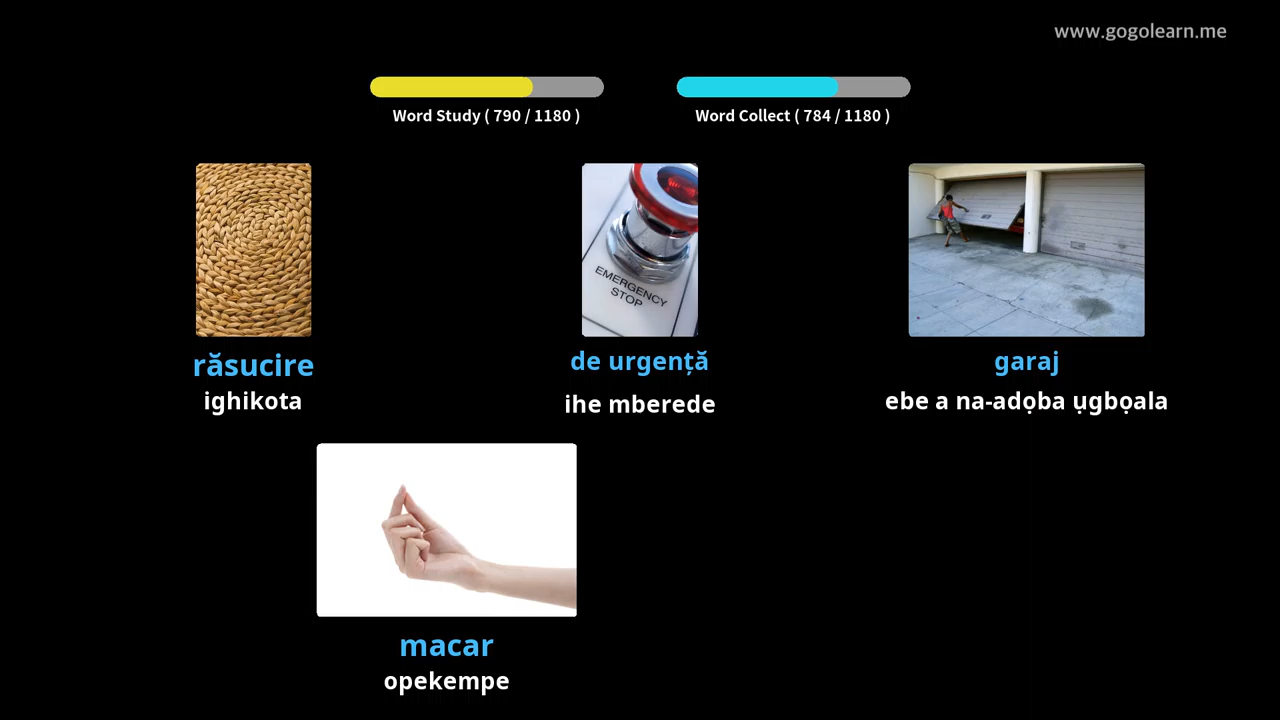 www.gogolearn.me
Word Study ( 790 / 1180 )
Word Collect ( 784 / 1180 )
EMERGENCY
STOP
răsucire
de urgență
garaj
ighikota
ihe mberede
ebe a na-adọba ụgbọala
macar
opekempe